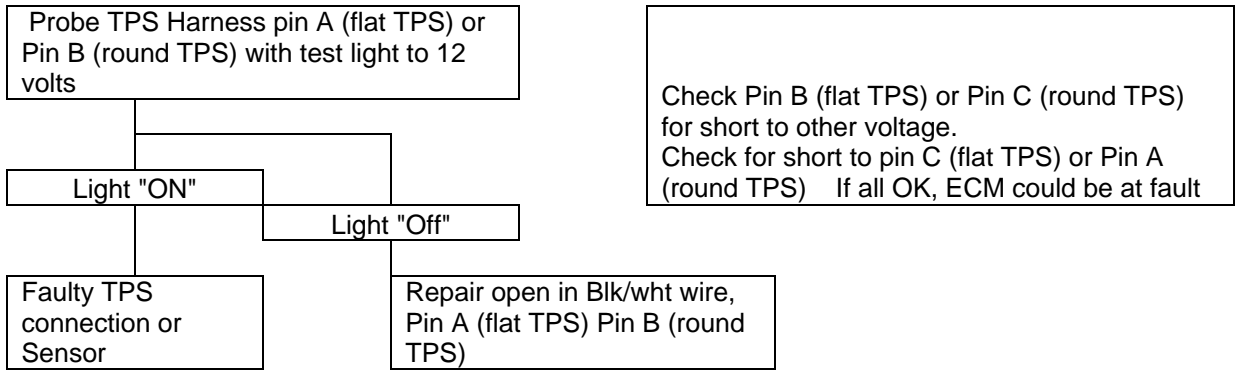 Probe TPS Harness pin A (flat TPS) or
Pin B (round TPS) with test light to 12
volts
Check Pin B (flat TPS) or Pin C (round TPS)
for short to other voltage.
Check for short to pin C (flat TPS) or Pin A
(round TPS) If all OK, ECM could be at fault
Light "ON"
Light "Off"
Faulty TPS
connection or
Sensor
Repair open in Blk/wht wire,
Pin A (flat TPS) Pin B (round
TPS)